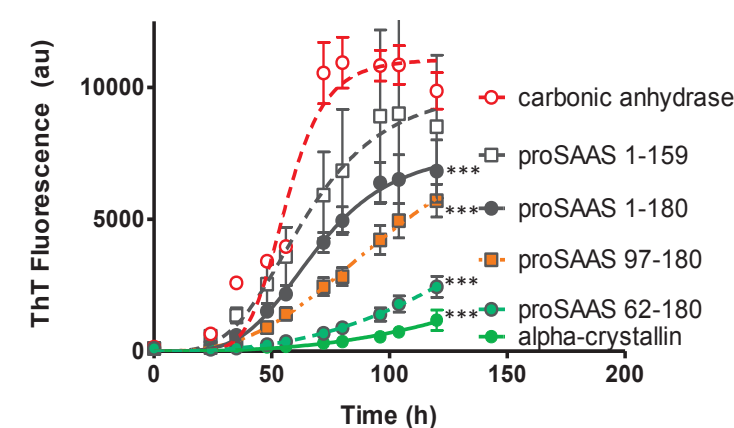 ThT Fluorescence (au)
10000
5000
0
0
50
100
150
200
Time (h)
carbonic anhydrase
proSAAS 1-159
proSAAS 1-180
proSAAS 97-180
proSAAS 62-180
alpha-crystallin
***
***
***
***